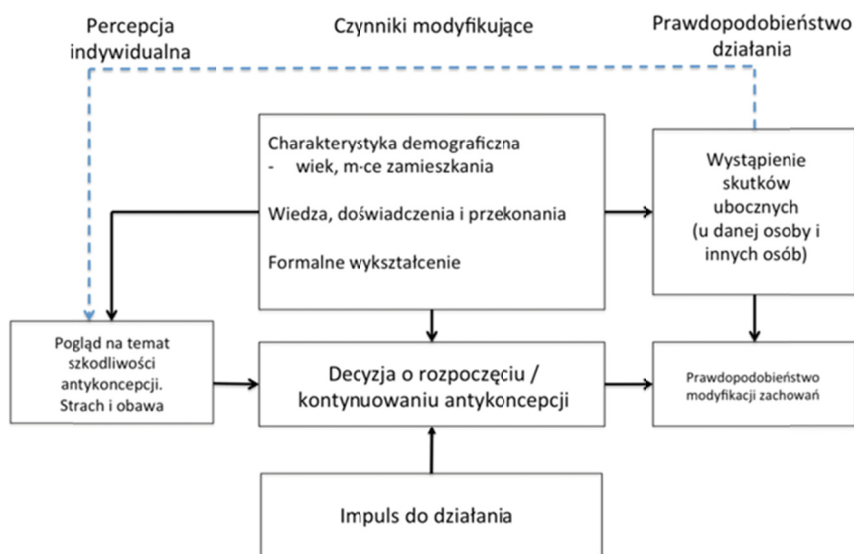 Percepcja
indywidualna
Czynniki modyfikujące
Prawdopodobieństwo
działania
Charakterystyka demograficzna
- wiek, m-ce zamieszkania
Wiedza, doświadczenia i przekonania
Formalne wykształcenie
Wystąpienie
skutków
ubocznych
(u danej osoby i
innych osób)
Pogląd na temat
szkodliwości
antykoncepcji.
Strach i obawa
Decyzja o rozpoczęciu /
kontynuowaniu antykoncepcji
Prawdopodobieństwo
modyfikacji zachowań
Impuls do działania